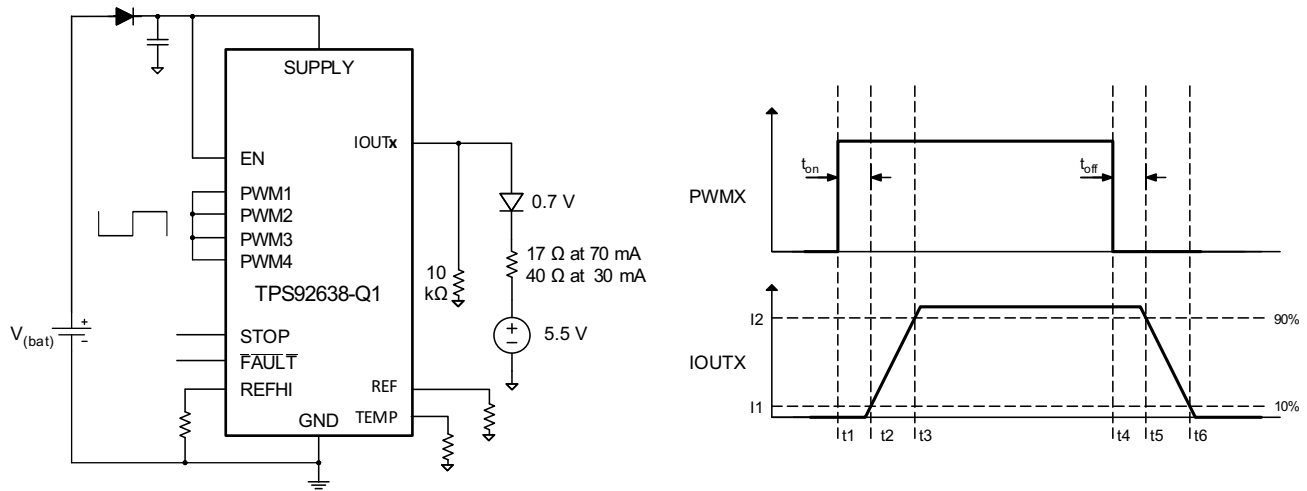 SUPPLY
IOUTx
EN
PWM1
PWM2
PWM3
PWM4
TPS92638-Q1
STOP
FAULT
REFHI
GND
REF
TEMP
V(bat)
+
-
10
kΩ
0.7 V
17 Ω at 70 mA
40 Ω at 30 mA
+
-
5.5 V
PWMX
ton
toff
IOUTX
I2
I1
90%
10%
t1
t2
t3
t4
t5
t6